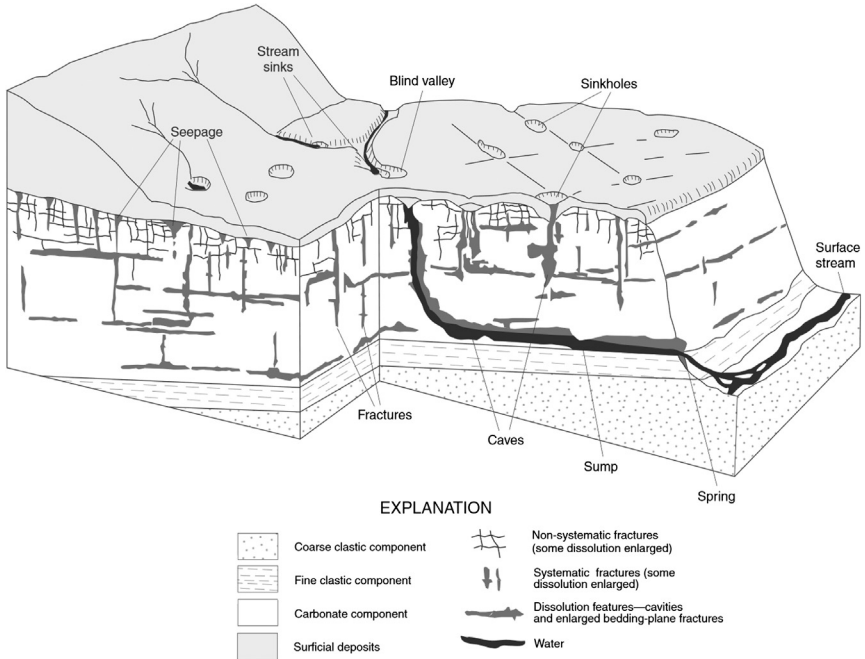 Stream
sinks
Blind valley
Sinkholes
Seepage
Surface
stream
Fractures
Caves
Sump
Spring
EXPLANATION
Coarse clastic component
Fine clastic component
Carbonate component
Surficial deposits
Non-systematic fractures
(some dissolution enlarged)
Systematic fractures (some
dissolution enlarged)
Dissolution features—cavities
and enlarged bedding-plane fractures
Water